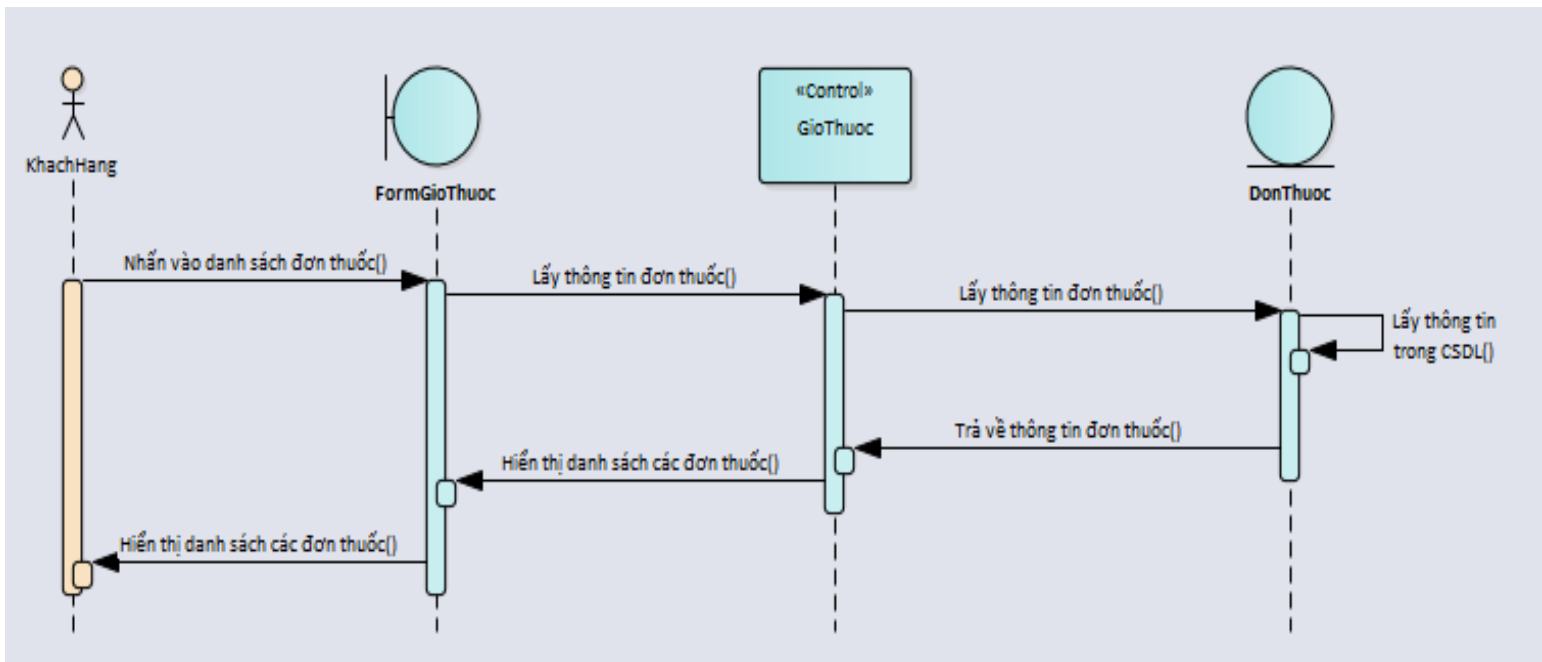 «Control»
GioThuoc
KhachHang
FormGioThuoc
DonThuoc
Nhấn vào danh sách đơn thuốc()
Lấy thông tin đơn thuốc()
Lấy thông tin đơn thuốc()
Lấy thông tin
trong CSDL()
Trả về thông tin đơn thuốc()
Hiển thị danh sách các đơn thuốc()
Hiển thị danh sách các đơn thuốc()